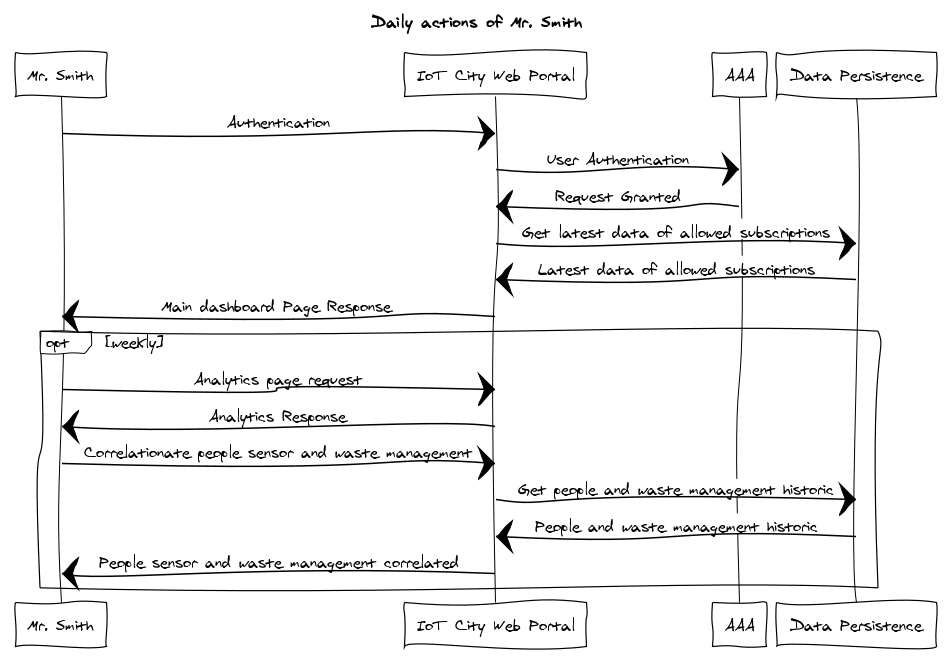 Daily actions of Mr. Smith
Mr. Smith
IoT City Web Portal
AAA
Data Persistence
Authentication
User Authentication
Request Granted
Get latest data of allowed subscriptions
Latest data of allowed subscriptions
Main dashboard Page Response
opt
[weekly]
Analytics page request
Analytics Response
Correlationate people sensor and waste management
Get people and waste management historic
People and waste management historic
People sensor and waste management correlated
Mr. Smith
IoT City Web Portal
AAA
Data Persistence